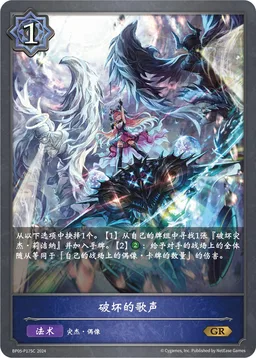 1
从以下选项中抉择1个。【1】从自己的牌组中寻找1张『破坏灾
杰·莉洁纳』并加入手牌。【2】❷：给予对手的战场上的全体
随从等同于「自己的战场上的偶像·卡牌的数量」的伤害。
破坏的歌声
法术 灾杰·偶像 GR
© Cygames, Inc. Published by NetEase Games